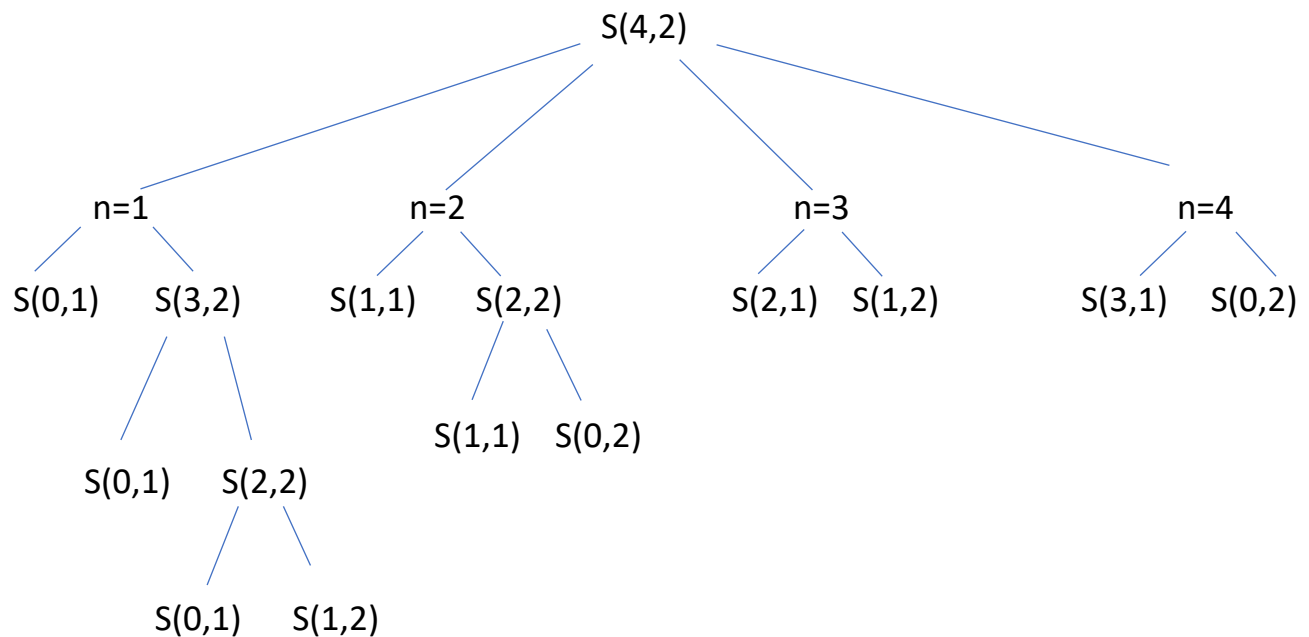 S(4,2)
n=1 n=2 n=3 n=4
S(0,1) S(3,2) S(1,1) S(2,2) S(2,1) S(1,2) S(3,1) S(0,2)
S(1,1) S(0,2)
S(0,1) S(2,2)
S(0,1) S(1,2)